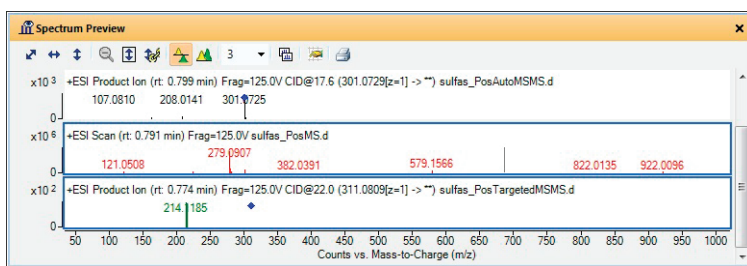 Spectrum Preview
3
x10 3 +ESI Product Ion (rt: 0.799 min) Frag=125.0V CID@17.6 (301.0729[z=1] -> **) sulfas_PosAutoMSMS.d
107.0810 208.0141 301.0725
0
x10 6 +ESI Scan (rt: 0.791 min) Frag=125.0V sulfas_PosMS.d
279.0907
121.0508 382.0391 579.1566 822.0135 922.0096
0
x10 2 +ESI Product Ion (rt: 0.774 min) Frag=125.0V CID@22.0 (311.0809[z=1] -> **) sulfas_PosTargetedMSMS.d
214.1185
0
50 100 150 200 250 300 350 400 450 500 550 600 650 700 750 800 850 900 950 1000
Counts vs. Mass-to-Charge (m/z)